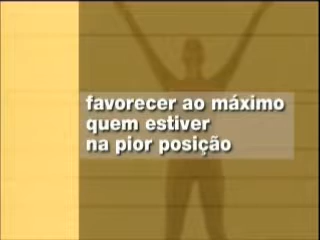 favorecer ao máximo
quem estiver
na pior posição